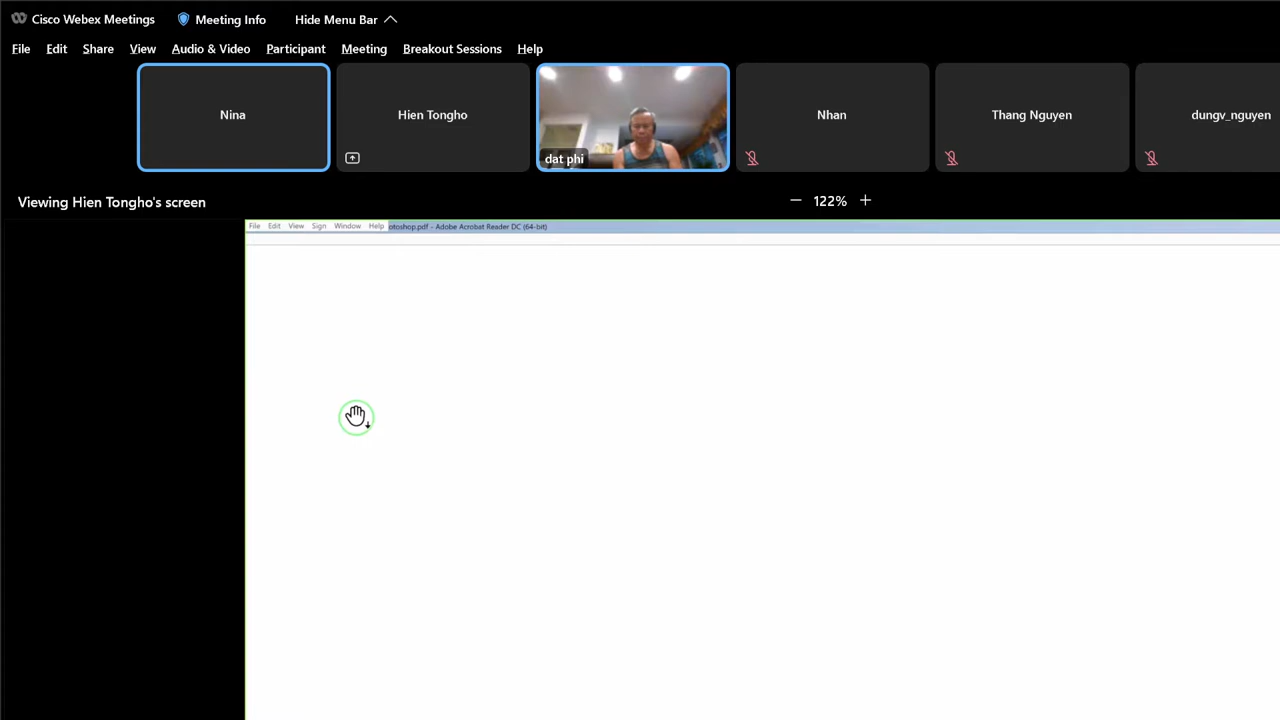 Cisco Webex Meetings Meeting Info Hide Menu Bar
File Edit Share View Audio & Video Participant Meeting Breakout Sessions Help
Nina
Hien Tongho
dat phi
Nhan
Thang Nguyen
dungv_nguyen
Viewing Hien Tongho's screen
122%
File Edit View Sign Window Help otoshop.pdf - Adobe Acrobat Reader DC (64-bit)